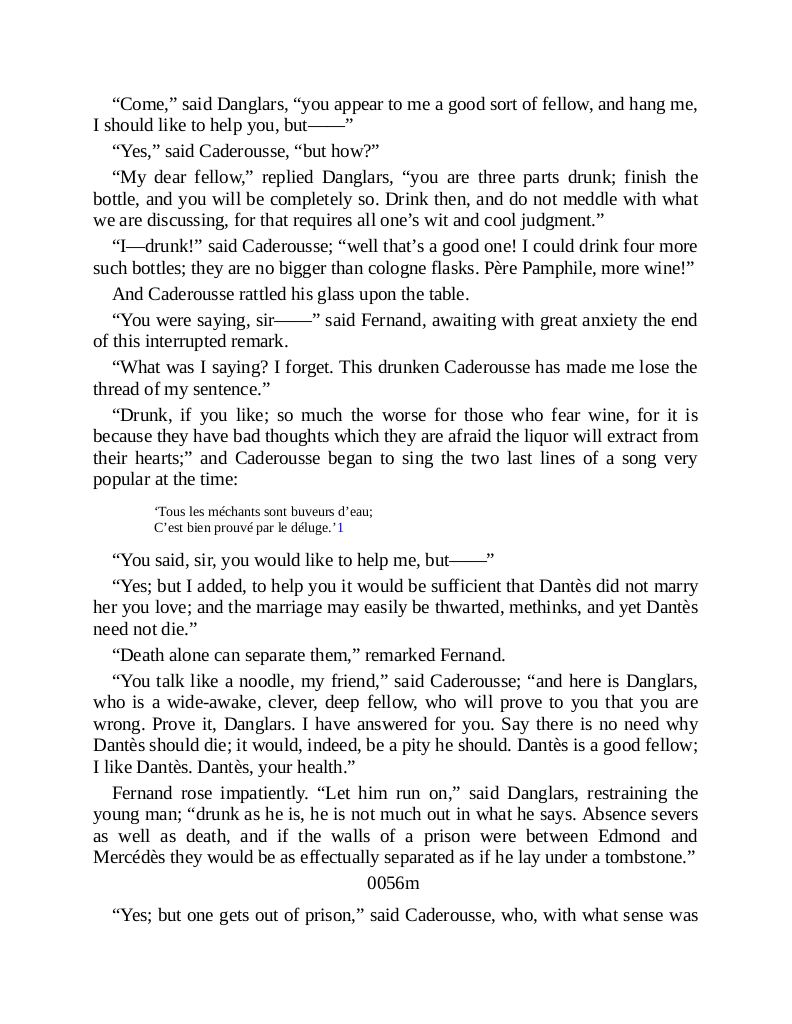 “Come,” said Danglars, “you appear to me a good sort of fellow, and hang me,
I should like to help you, but——”
“Yes,” said Caderousse, “but how?”
“My dear fellow,” replied Danglars, “you are three parts drunk; finish the
bottle, and you will be completely so. Drink then, and do not meddle with what
we are discussing, for that requires all one’s wit and cool judgment.”
“I—drunk!” said Caderousse; “well that’s a good one! I could drink four more
such bottles; they are no bigger than cologne flasks. Père Pamphile, more wine!”
And Caderousse rattled his glass upon the table.
“You were saying, sir——” said Fernand, awaiting with great anxiety the end
of this interrupted remark.
“What was I saying? I forget. This drunken Caderousse has made me lose the
thread of my sentence.”
“Drunk, if you like; so much the worse for those who fear wine, for it is
because they have bad thoughts which they are afraid the liquor will extract from
their hearts;” and Caderousse began to sing the two last lines of a song very
popular at the time:
‘Tous les méchants sont buveurs d’eau;
C’est bien prouvé par le déluge.’1
“You said, sir, you would like to help me, but——”
“Yes; but I added, to help you it would be sufficient that Dantès did not marry
her you love; and the marriage may easily be thwarted, methinks, and yet Dantès
need not die.”
“Death alone can separate them,” remarked Fernand.
“You talk like a noodle, my friend,” said Caderousse; “and here is Danglars,
who is a wide-awake, clever, deep fellow, who will prove to you that you are
wrong. Prove it, Danglars. I have answered for you. Say there is no need why
Dantès should die; it would, indeed, be a pity he should. Dantès is a good fellow;
I like Dantès. Dantès, your health.”
Fernand rose impatiently. “Let him run on,” said Danglars, restraining the
young man; “drunk as he is, he is not much out in what he says. Absence severs
as well as death, and if the walls of a prison were between Edmond and
Mercédès they would be as effectually separated as if he lay under a tombstone.”
0056m
“Yes; but one gets out of prison,” said Caderousse, who, with what sense was